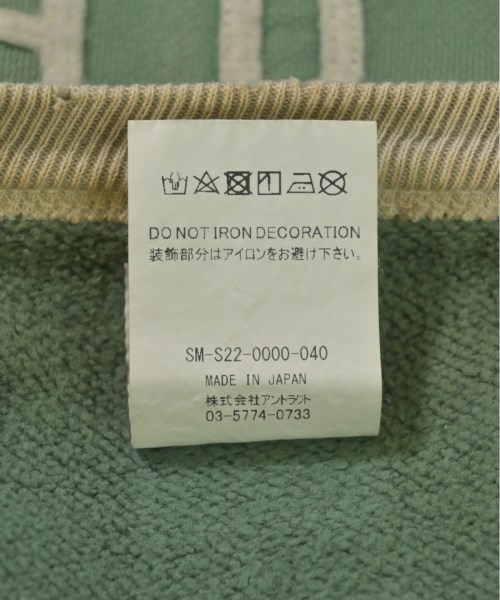 DO NOT IRON DECORATION
装飾部分はアイロンをお避け下さい。
SM-S22-0000-040
MADE IN JAPAN
株式会社アントラクト
03-5774-0733